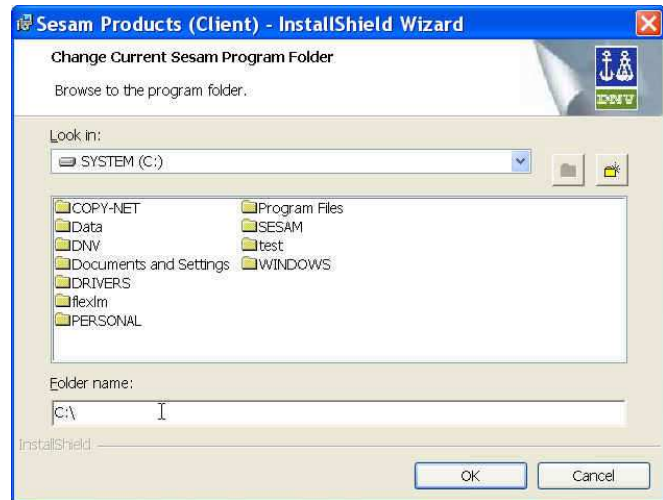 Sesam Products (Client) - InstallShield Wizard
Change Current Sesam Program Folder
Browse to the program folder.
DNV
Look in:
SYSTEM (C:)
COPY-NET
Data
DNV
Documents and Settings
DRIVERS
flexlm
PERSONAL
Program Files
SESAM
test
WINDOWS
Folder name:
C:\
InstallShield
OK Cancel